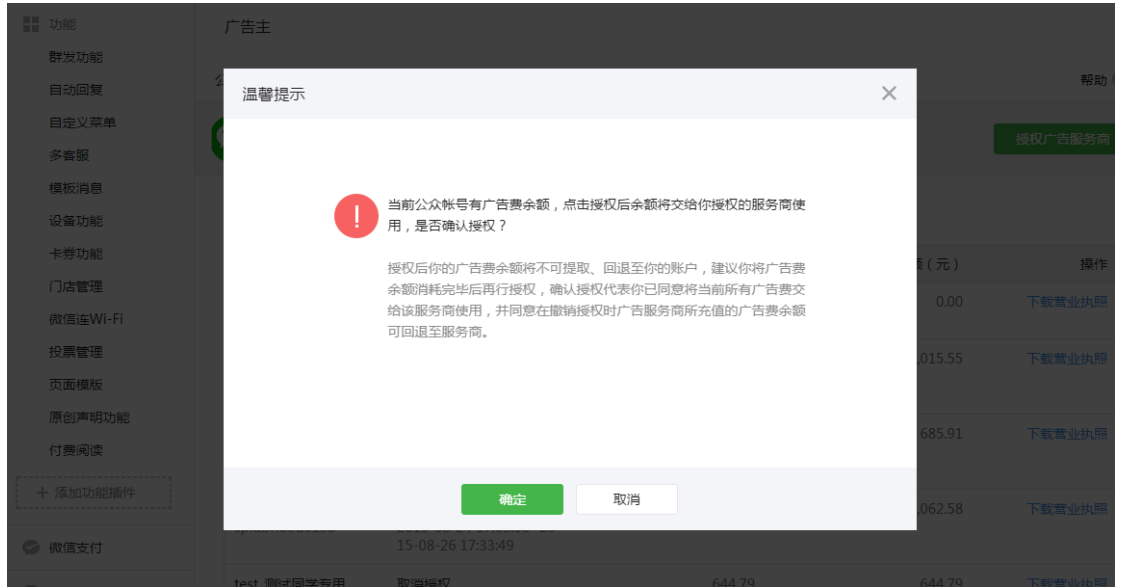 功能
群发功能
自动回复
自定义菜单
多客服
模板消息
设备功能
卡券功能
门店管理
微信连Wi-Fi
投票管理
页面模版
原创声明功能
付费阅读
添加功能插件
微信支付
广告主
帮助
授权广告服务商
温馨提示
当前公众帐号有广告费余额，点击授权后余额将交给你授权的服务商使
用，是否确认授权？
授权后你的广告费余额将不可提取、回退至你的账户，建议你将广告费
余额消耗完毕后再行授权，确认授权代表你已同意将当前所有广告费交
给该服务商使用，并同意在撤销授权时广告服务商所充值的广告费余额
可回退至服务商。
确定
取消
（元）
操作
0.00
下载营业执照
,015.55
下载营业执照
685.91
下载营业执照
,062.58
下载营业执照
15-08-26 17:33:49
test_测试同学专用
取消授权
644.79
644.79
下载营业执照